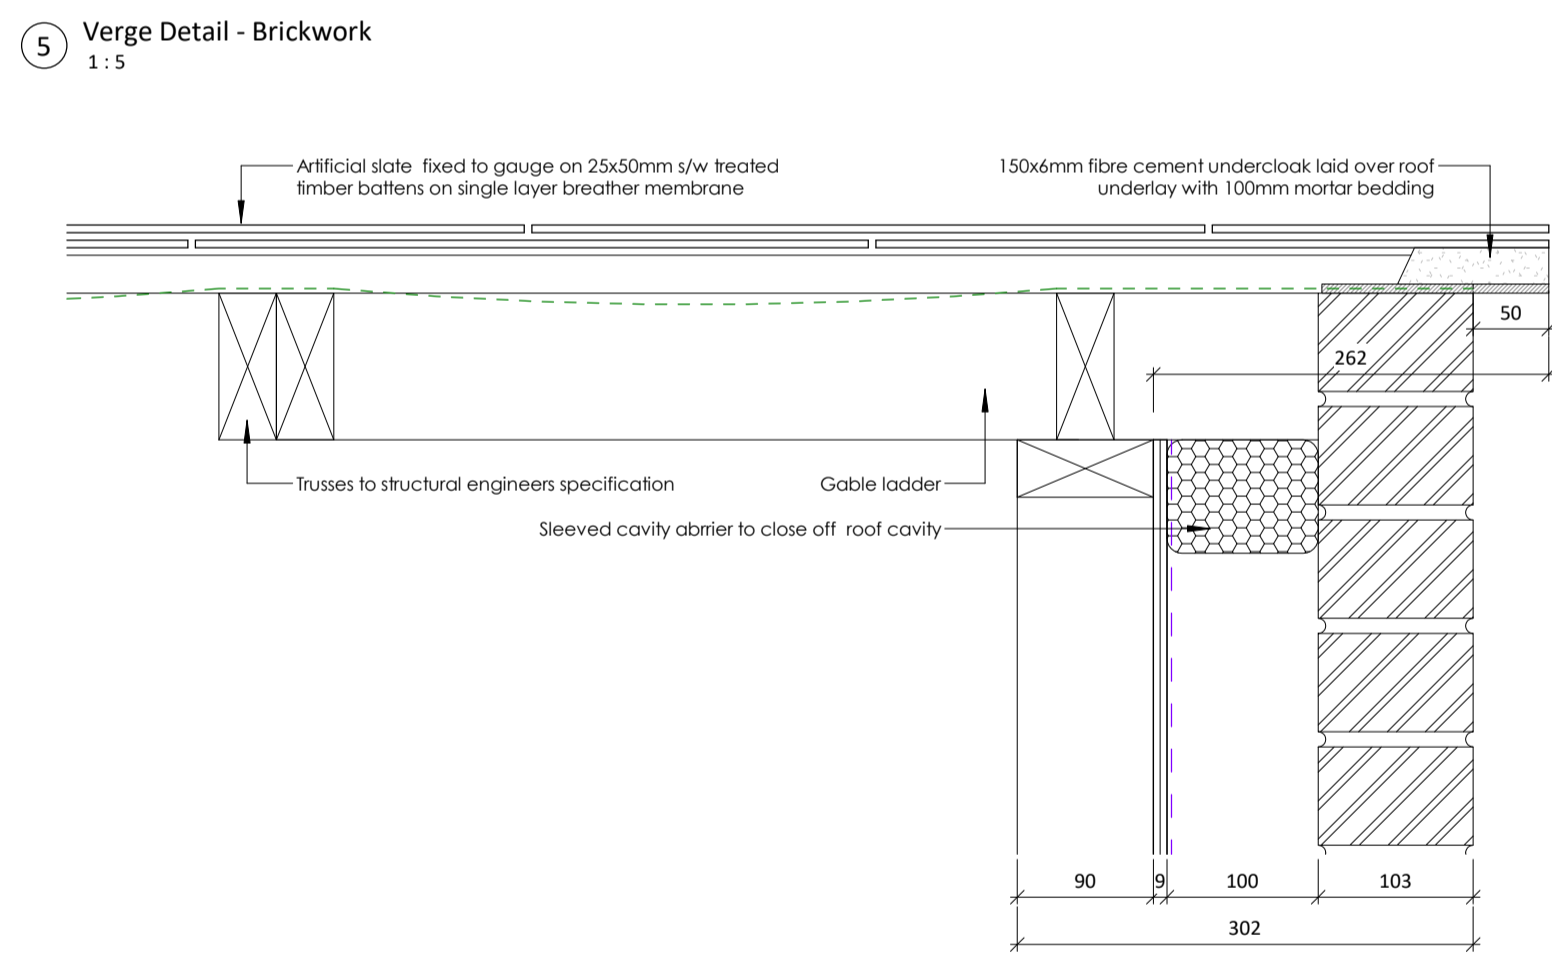 5
Verge Detail - Brickwork
1 : 5
Artificial slate fixed to gauge on 25x50mm s/w treated
timber battens on single layer breather membrane
150x6mm fibre cement undercloak laid over roof
underlay with 100mm mortar bedding
50
262
Trusses to structural engineers specification
Gable ladder
Sleeved cavity abrrier to close off roof cavity
90
9
100
103
302